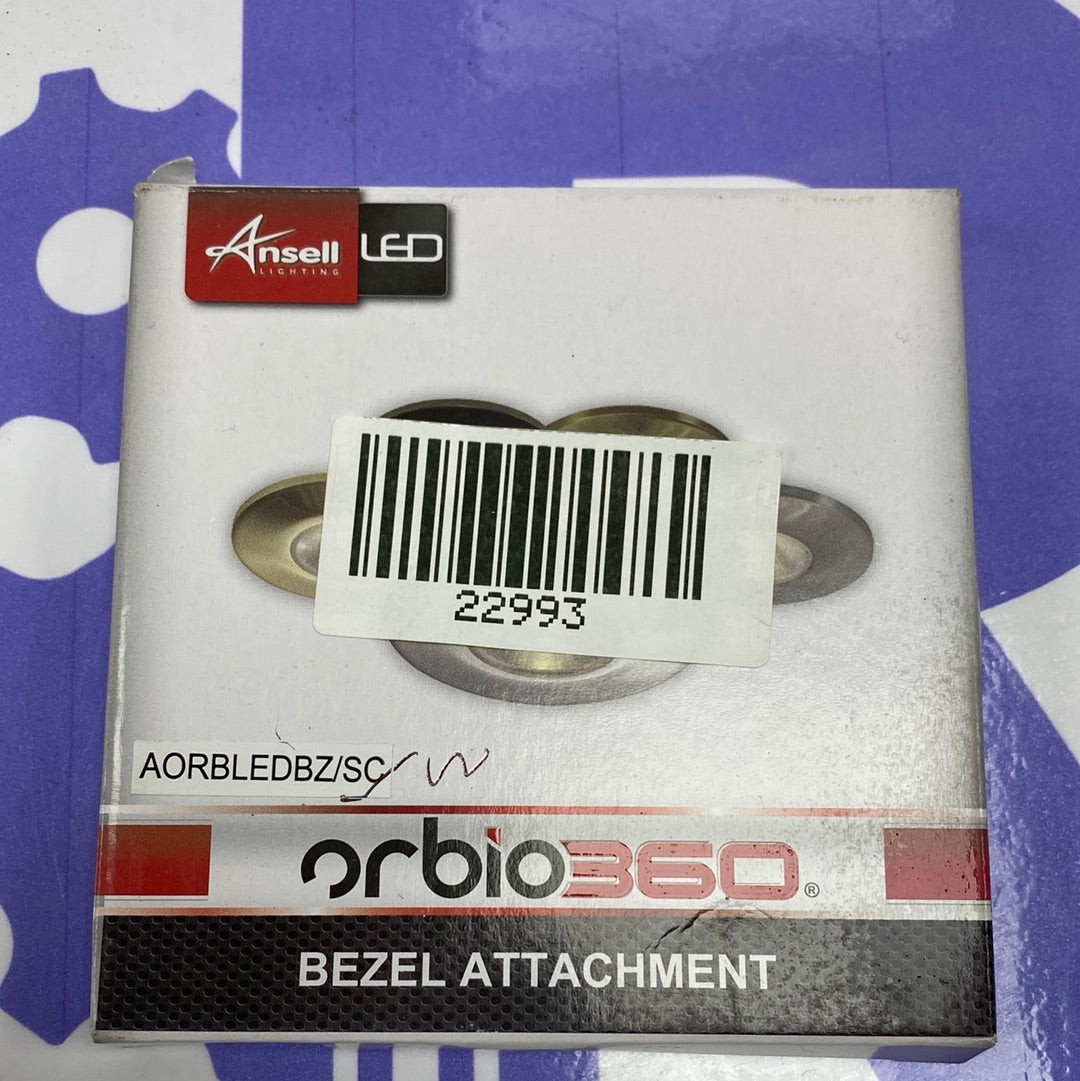 Ansell LED
LIGHTING
22993
AORBLEDBZ/SC
orbio360®
BEZEL ATTACHMENT